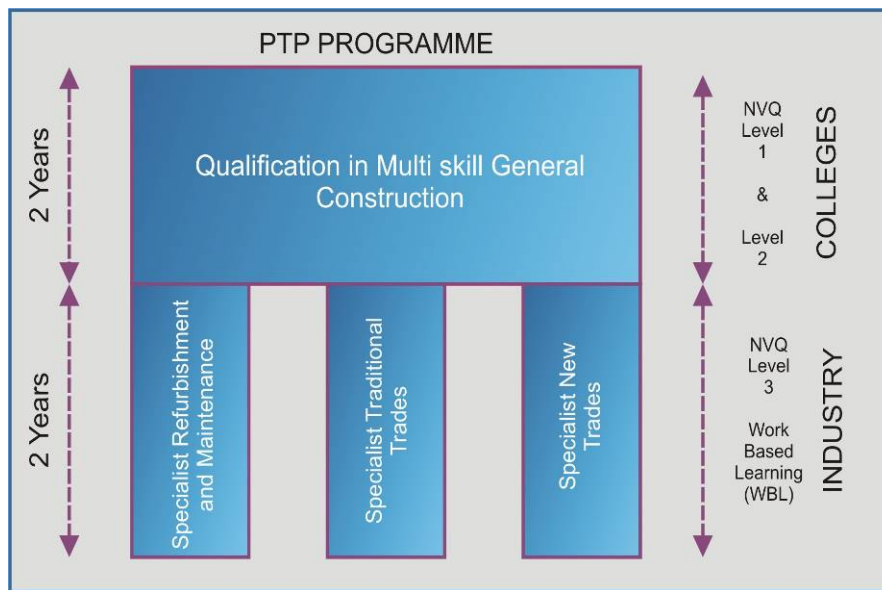 PTP PROGRAMME
2 Years
Qualification in Multi skill General
Construction
NVQ
Level
1
&
Level
2
COLLEGES
2 Years
Specialist Refurbishment
and Maintenance
Specialist Traditional
Trades
Specialist New
Trades
NVQ
Level
3
Work
Based
Learning
(WBL)
INDUSTRY